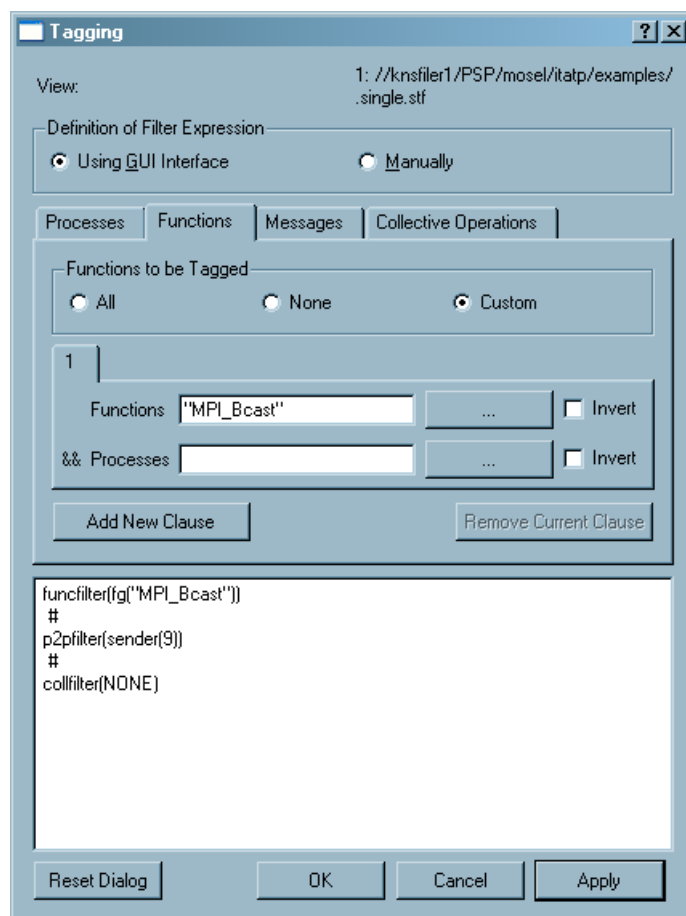 Tagging
View:
1: //knsfiler1/PSP/mosel/itatp/examples/
.single.stf
Definition of Filter Expression
Using GUI Interface
Manually
Processes
Functions
Messages
Collective Operations
Functions to be Tagged
All
None
Custom
1
Functions
"MPI_Bcast"
...
Invert
&& Processes
...
Invert
Add New Clause
Remove Current Clause
funcfilter(fg("MPI_Bcast"))
#
p2pfilter(sender(9))
#
collfilter(NONE)
Reset Dialog
OK
Cancel
Apply